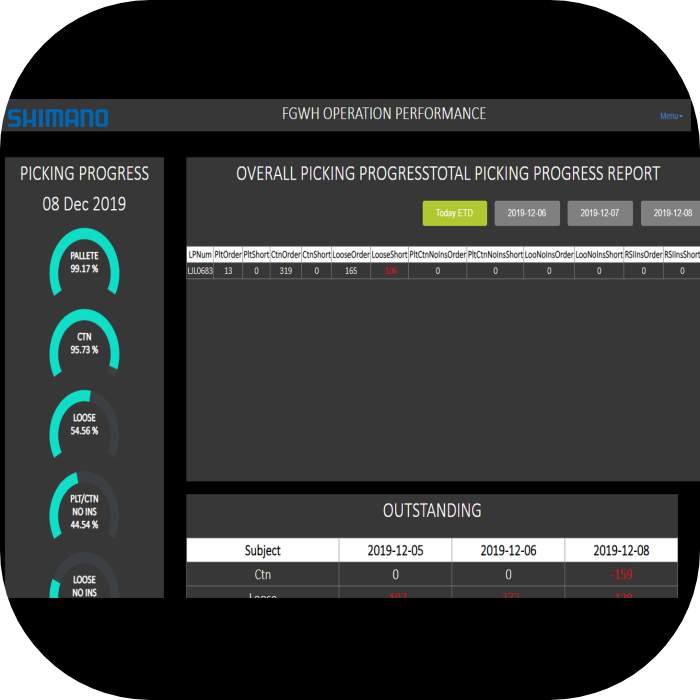 SHIMANO
FGWH OPERATION PERFORMANCE
Menu
PICKING PROGRESS
08 Dec 2019
PALLETE
99.17 %
CTN
95.73 %
LOOSE
54.56 %
PLT/CTN
NO INS
44.54 %
LOOSE
NO INS
OVERALL PICKING PROGRESSTOTAL PICKING PROGRESS REPORT
Today ETD 2019-12-06 2019-12-07 2019-12-08
LPNum PltOrder PltShort CtnOrder CtnShort LooseOrder LooseShort PltCtnNoInsOrder PltCtnNoInsShort LooNoInsOrder LooNoInsShort RSIInsOrder RSIInsShort
LIL0683 13 0 319 0 165 -106 0 0 0 0 0 0
OUTSTANDING
Subject 2019-12-05 2019-12-06 2019-12-08
Ctn 0 0 -159
Loose